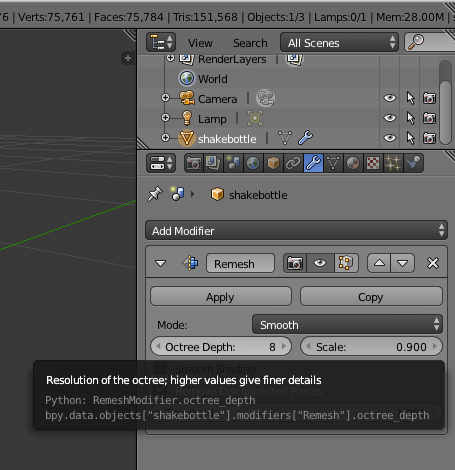 76 | Verts:75,761 | Faces:75,784 | Tris:151,568 | Objects:1/3 | Lamps:0/1 | Mem:28.00M | s
View Search All Scenes
RenderLayers |
World
Camera |
Lamp |
shakebottle |
shakebottle
Add Modifier
Remesh
Apply Copy
Mode: Smooth
Octree Depth: 8 Scale: 0.900
Smooth Shading
Resolution of the octree; higher values give finer details
Python: RemeshModifier.octree_depth
bpy.data.objects["shakebottle"].modifiers["Remesh"].octree_depth